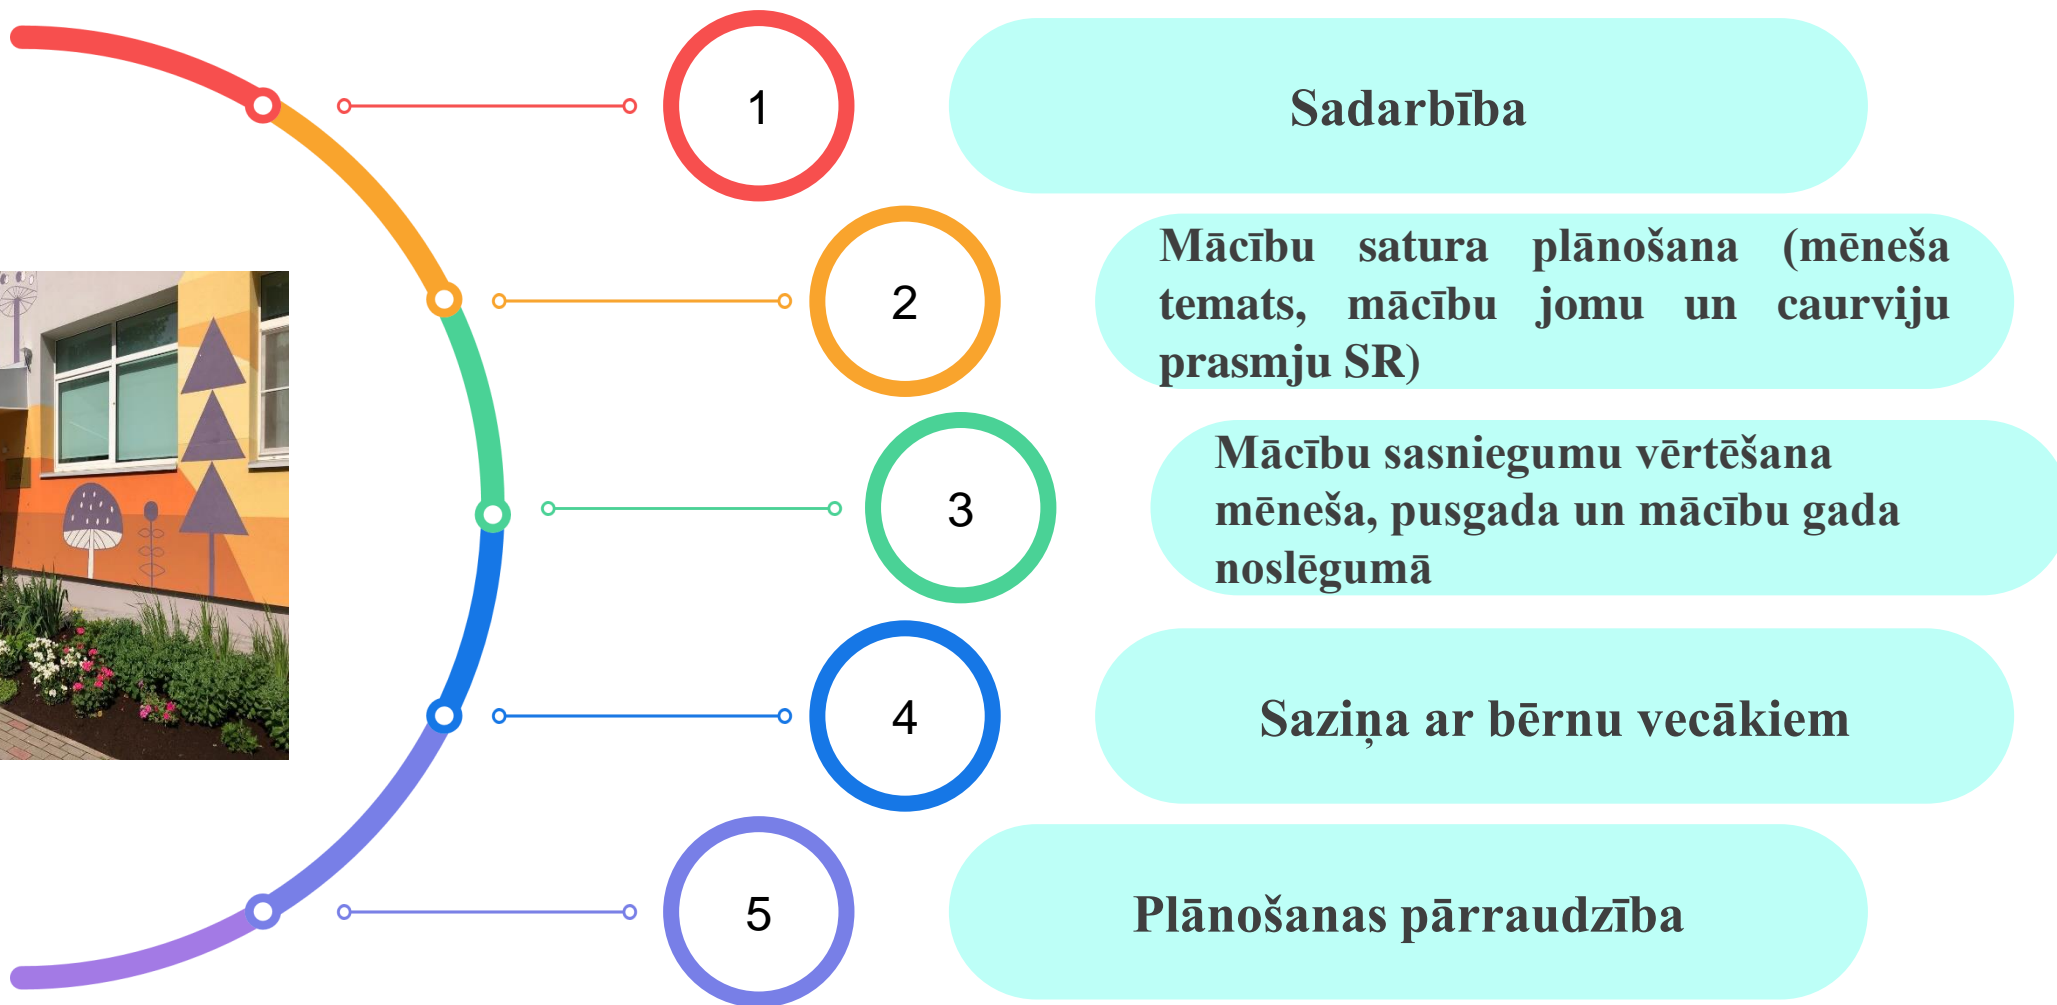 1
Sadarbība
2
Mācību satura plānošana (mēneša
temats, mācību jomu un caurviju
prasmju SR)
3
Mācību sasniegumu vērtēšana
mēneša, pusgada un mācību gada
noslēgumā
4
Saziņa ar bērnu vecākiem
5
Plānošanas pārraudzība